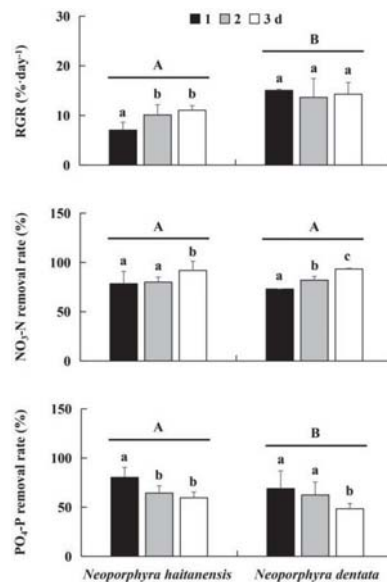 1 2 3 d
RGR (%·day⁻¹)
30
20
10
0
A
a b b
B
a a a
NO₃-N removal rate (%)
150
100
50
0
A
a a b
A
a b c
PO₄-P removal rate (%)
150
100
50
0
A
a b b
B
a a b
Neoporphyra haitanensis Neoporphyra dentata